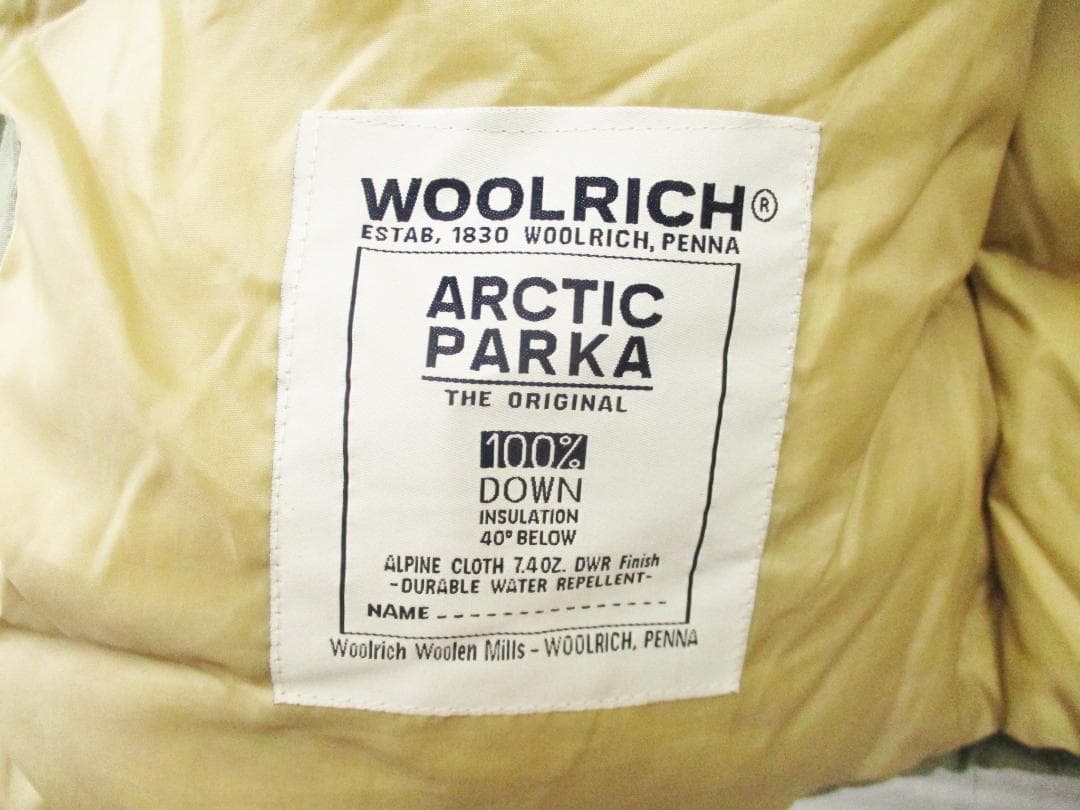 WOOLRICH®
ESTAB, 1830 WOOLRICH, PENNA
ARCTIC
PARKA
THE ORIGINAL
100%
DOWN
INSULATION
40° BELOW
ALPINE CLOTH 7.4 OZ. DWR Finish
-DURABLE WATER REPELLENT-
NAME ---------------
Woolrich Woolen Mills - WOOLRICH, PENNA